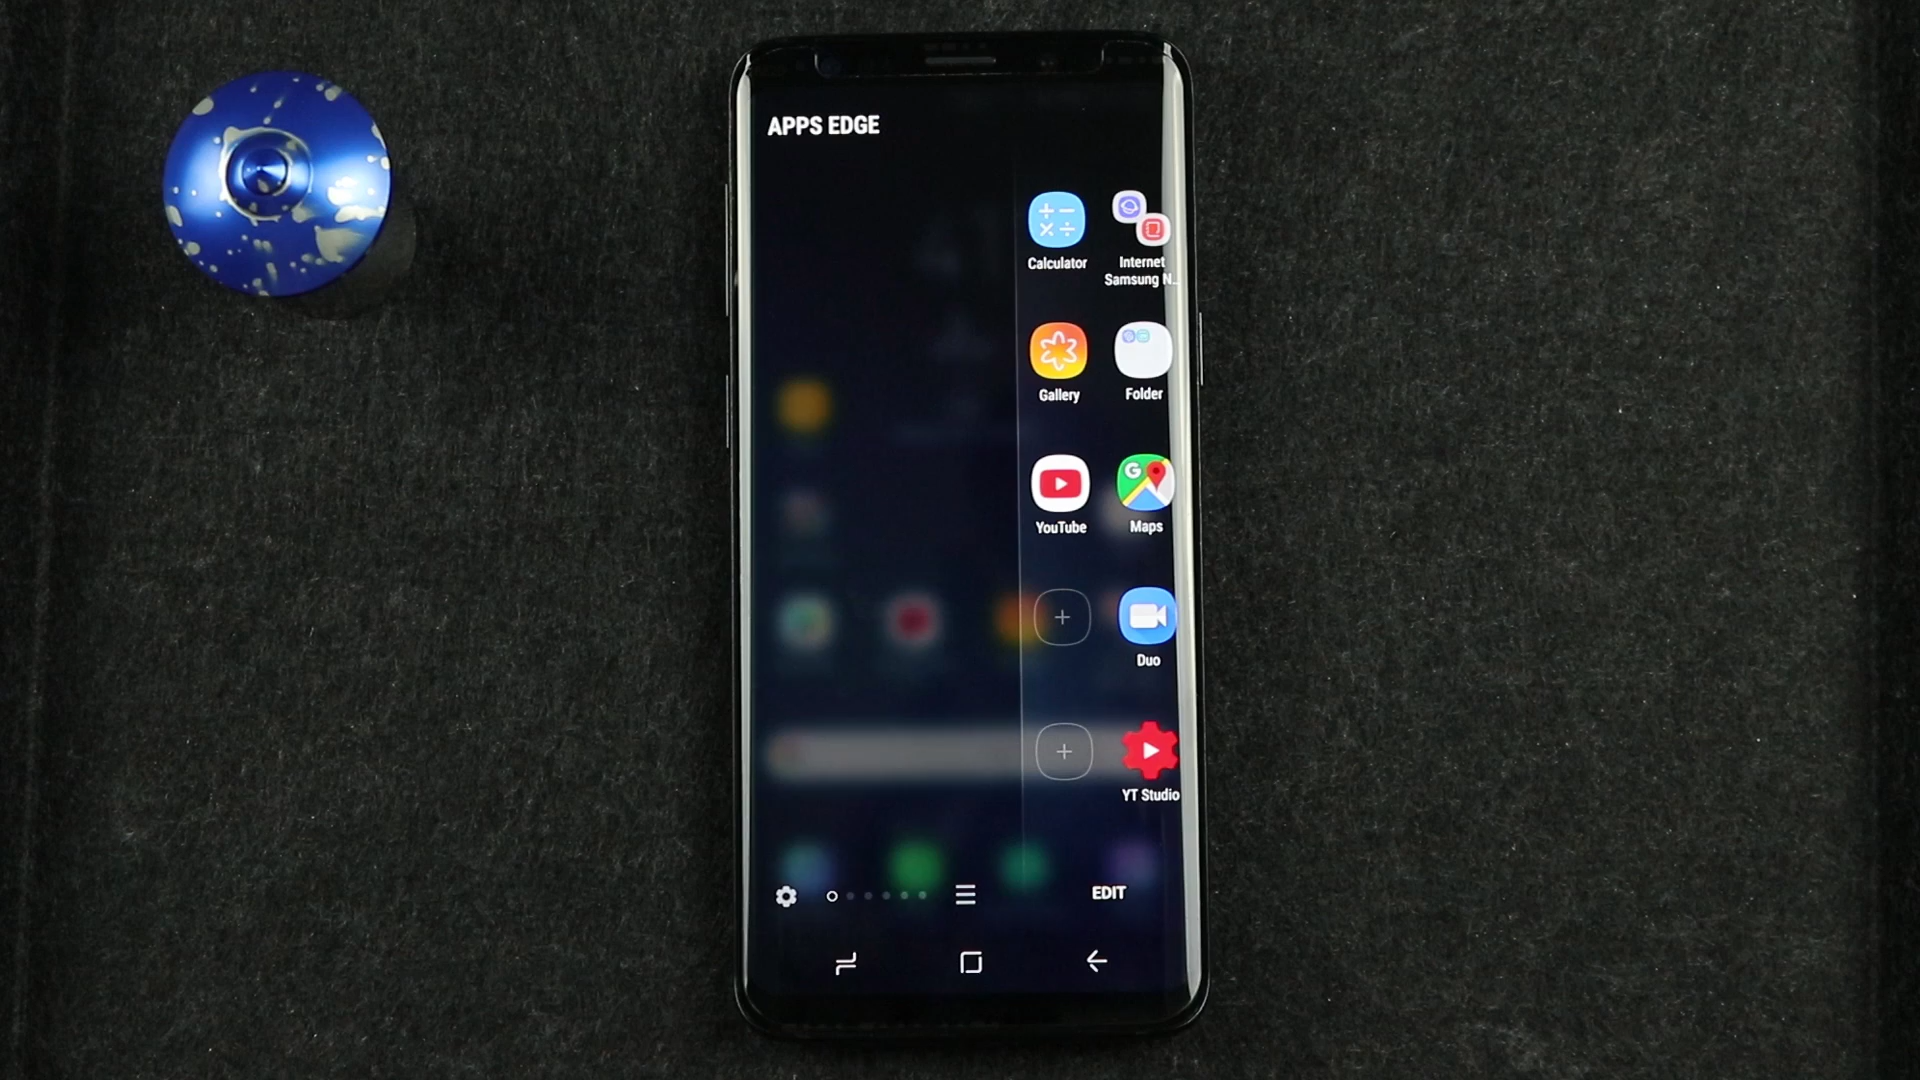 APPS EDGE
Calculator
Internet
Samsung N...
Gallery
Folder
YouTube
G
Maps
Duo
YT Studio
EDIT